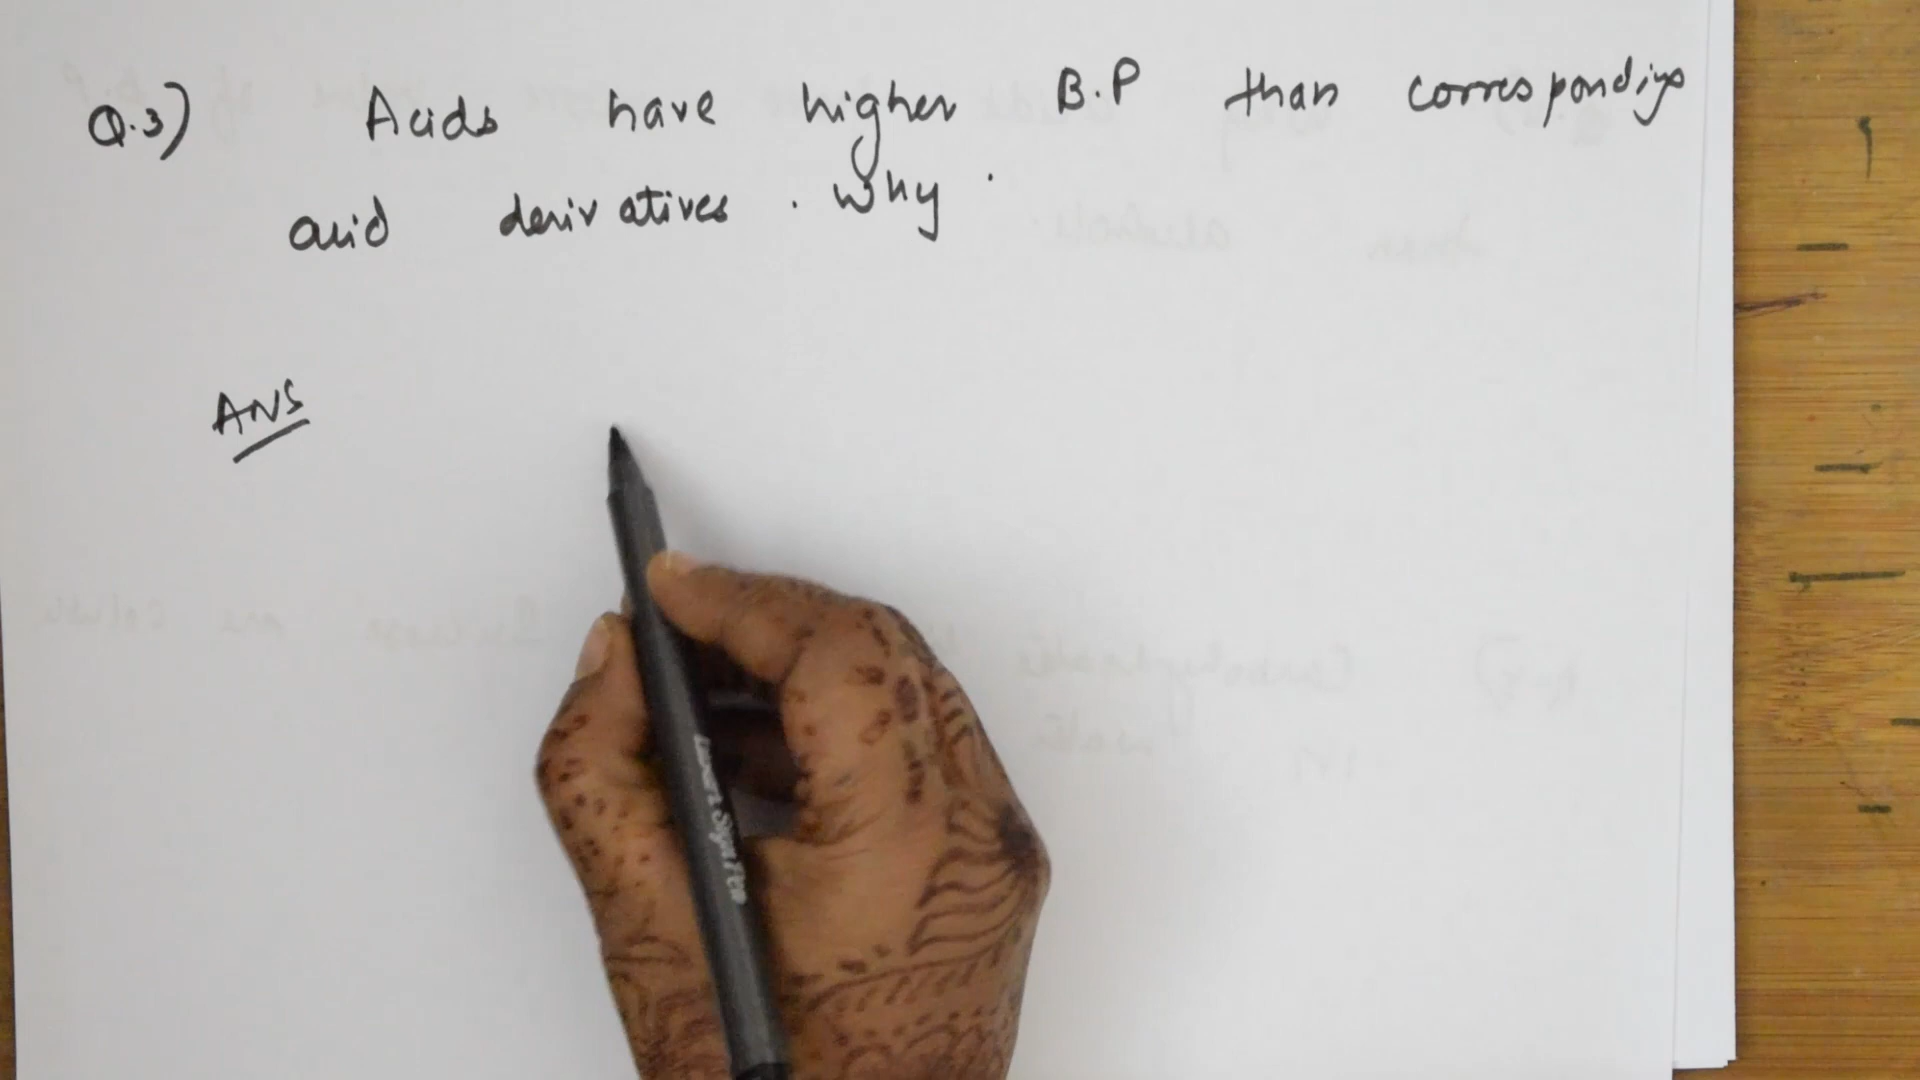 Q.3) Acids have higher B.P than corresponding
acid derivatives . Why .
ANS